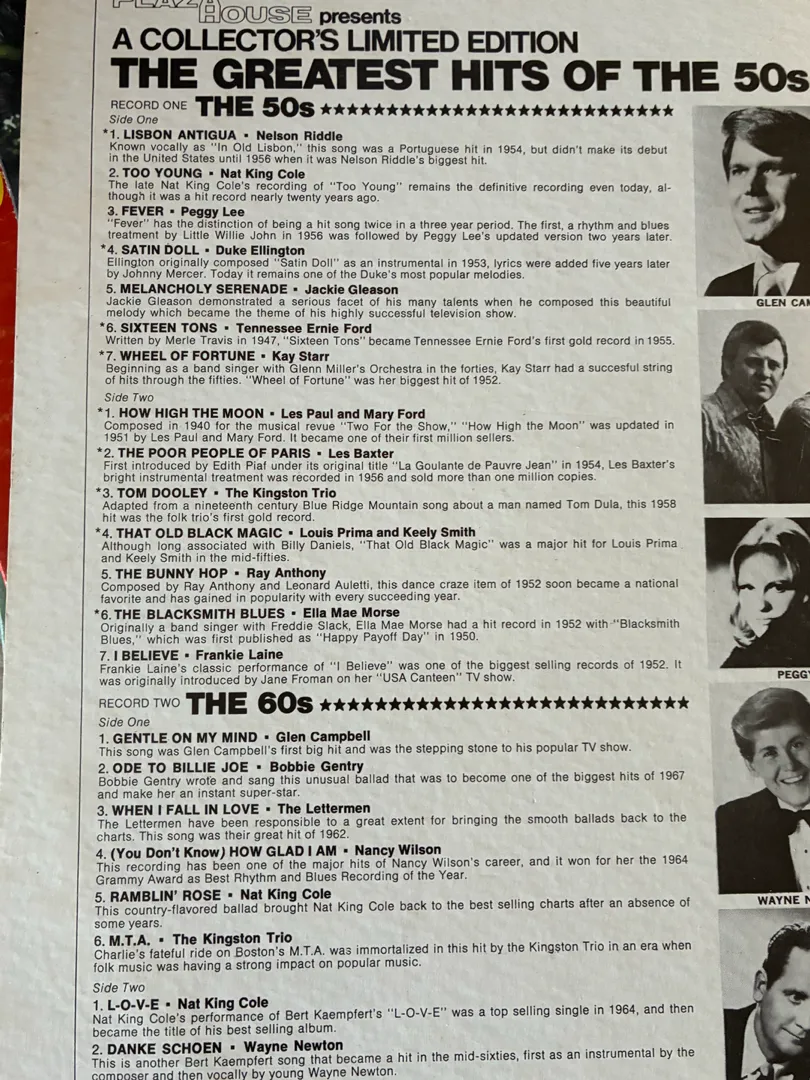 PLAZA
HOUSE presents
A COLLECTOR'S LIMITED EDITION
THE GREATEST HITS OF THE 50s
RECORD ONE THE 50s ★★★★★★★★★★★★★★★★★★★★★★★★★★
Side One
*1. LISBON ANTIGUA ▪ Nelson Riddle
Known vocally as "In Old Lisbon," this song was a Portuguese hit in 1954, but didn't make its debut
in the United States until 1956 when it was Nelson Riddle's biggest hit.
2. TOO YOUNG ▪ Nat King Cole
The late Nat King Cole's recording of "Too Young" remains the definitive recording even today, al-
though it was a hit record nearly twenty years ago.
3. FEVER ▪ Peggy Lee
"Fever" has the distinction of being a hit song twice in a three year period. The first, a rhythm and blues
treatment by Little Willie John in 1956 was followed by Peggy Lee's updated version two years later.
*4. SATIN DOLL ▪ Duke Ellington
Ellington originally composed "Satin Doll" as an instrumental in 1953, lyrics were added five years later
by Johnny Mercer. Today it remains one of the Duke's most popular melodies.
5. MELANCHOLY SERENADE ▪ Jackie Gleason
Jackie Gleason demonstrated a serious facet of his many talents when he composed this beautiful
melody which became the theme of his highly successful television show.
*6. SIXTEEN TONS ▪ Tennessee Ernie Ford
Written by Merle Travis in 1947, "Sixteen Tons" became Tennessee Ernie Ford's first gold record in 1955.
*7. WHEEL OF FORTUNE ▪ Kay Starr
Beginning as a band singer with Glenn Miller's Orchestra in the forties, Kay Starr had a succesful string
of hits through the fifties. "Wheel of Fortune" was her biggest hit of 1952.
Side Two
*1. HOW HIGH THE MOON ▪ Les Paul and Mary Ford
Composed in 1940 for the musical revue "Two For the Show," "How High the Moon" was updated in
1951 by Les Paul and Mary Ford. It became one of their first million sellers.
*2. THE POOR PEOPLE OF PARIS ▪ Les Baxter
First introduced by Edith Piaf under its original title "La Goulante de Pauvre Jean" in 1954, Les Baxter's
bright instrumental treatment was recorded in 1956 and sold more than one million copies.
*3. TOM DOOLEY ▪ The Kingston Trio
Adapted from a nineteenth century Blue Ridge Mountain song about a man named Tom Dula, this 1958
hit was the folk trio's first gold record.
*4. THAT OLD BLACK MAGIC ▪ Louis Prima and Keely Smith
Although long associated with Billy Daniels, "That Old Black Magic" was a major hit for Louis Prima
and Keely Smith in the mid-fifties.
5. THE BUNNY HOP ▪ Ray Anthony
Composed by Ray Anthony and Leonard Auletti, this dance craze item of 1952 soon became a national
favorite and has gained in popularity with every succeeding year.
*6. THE BLACKSMITH BLUES ▪ Ella Mae Morse
Originally a band singer with Freddie Slack, Ella Mae Morse had a hit record in 1952 with "Blacksmith
Blues," which was first published as "Happy Payoff Day" in 1950.
7. I BELIEVE ▪ Frankie Laine
Frankie Laine's classic performance of "I Believe" was one of the biggest selling records of 1952. It
was originally introduced by Jane Froman on her "USA Canteen" TV show.
RECORD TWO THE 60s ★★★★★★★★★★★★★★★★★★★★★★★★★★★
Side One
1. GENTLE ON MY MIND ▪ Glen Campbell
This song was Glen Campbell's first big hit and was the stepping stone to his popular TV show.
2. ODE TO BILLIE JOE ▪ Bobbie Gentry
Bobbie Gentry wrote and sang this unusual ballad that was to become one of the biggest hits of 1967
and make her an instant super-star.
3. WHEN I FALL IN LOVE ▪ The Lettermen
The Lettermen have been responsible to a great extent for bringing the smooth ballads back to the
charts. This song was their great hit of 1962.
4. (You Don't Know) HOW GLAD I AM ▪ Nancy Wilson
This recording has been one of the major hits of Nancy Wilson's career, and it won for her the 1964
Grammy Award as Best Rhythm and Blues Recording of the Year.
5. RAMBLIN' ROSE ▪ Nat King Cole
This country-flavored ballad brought Nat King Cole back to the best selling charts after an absence of
some years.
6. M.T.A. ▪ The Kingston Trio
Charlie's fateful ride on Boston's M.T.A. was immortalized in this hit by the Kingston Trio in an era when
folk music was having a strong impact on popular music.
Side Two
1. L-O-V-E ▪ Nat King Cole
Nat King Cole's performance of Bert Kaempfert's "L-O-V-E" was a top selling single in 1964, and then
became the title of his best selling album.
2. DANKE SCHOEN ▪ Wayne Newton
This is another Bert Kaempfert song that became a hit in the mid-sixties, first as an instrumental by the
composer and then vocally by young Wayne Newton.
GLEN CAM
PEGGY
WAYNE N